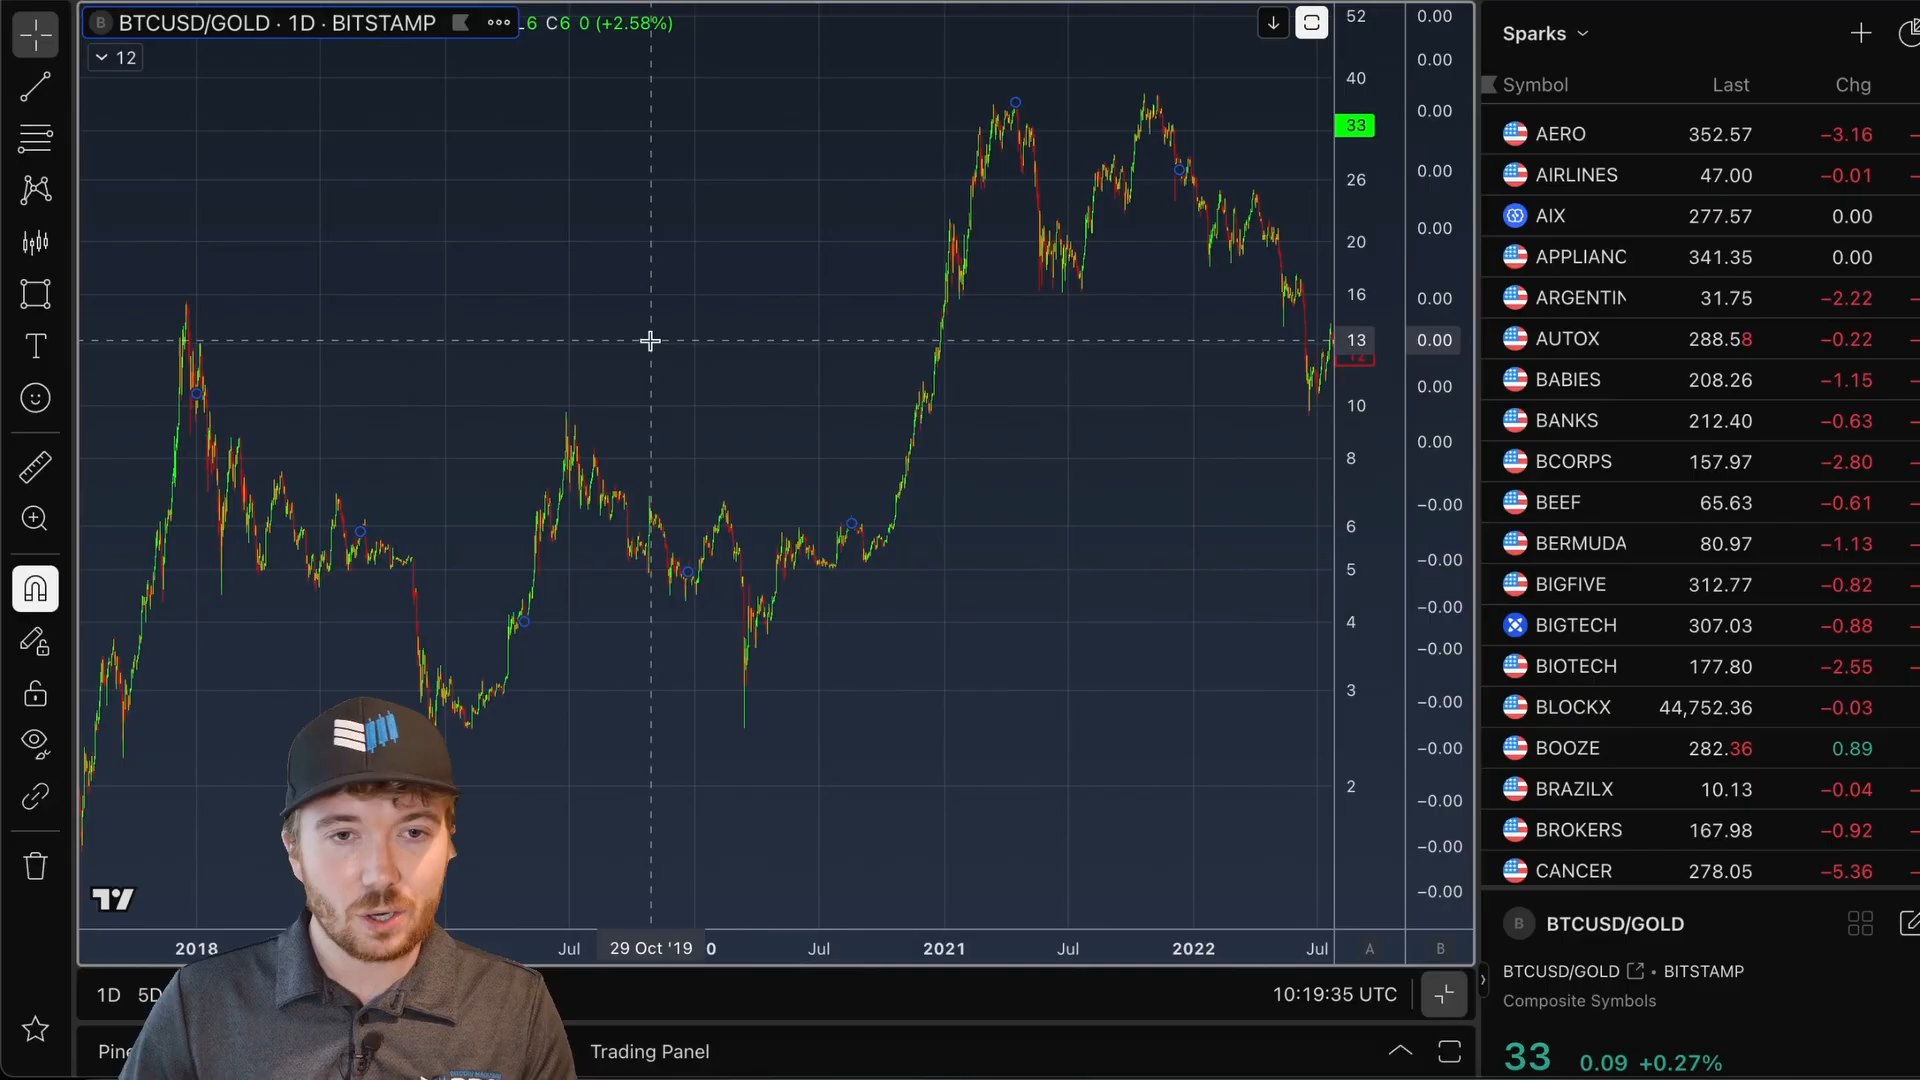 B BTCUSD/GOLD · 1D · BITSTAMP ••• 6 C6 0 (+2.58%)
12
52 0.00
0.00
40
0.00
33
0.00
26
0.00
20
16 0.00
13 0.00
12
0.00
10
0.00
8
−0.00
6
−0.00
5
−0.00
4
−0.00
3
−0.00
−0.00
2
−0.00
−0.00
−0.00
2018 Jul 29 Oct '19 0 Jul 2021 Jul 2022 Jul A B
1D 5D 10:19:35 UTC
Pine Trading Panel
Sparks
Symbol Last Chg
AERO 352.57 −3.16
AIRLINES 47.00 −0.01
AIX 277.57 0.00
APPLIANC 341.35 0.00
ARGENTIN 31.75 −2.22
AUTOX 288.58 −0.22
BABIES 208.26 −1.15
BANKS 212.40 −0.63
BCORPS 157.97 −2.80
BEEF 65.63 −0.61
BERMUDA 80.97 −1.13
BIGFIVE 312.77 −0.82
BIGTECH 307.03 −0.88
BIOTECH 177.80 −2.55
BLOCKX 44,752.36 −0.03
BOOZE 282.36 0.89
BRAZILX 10.13 −0.04
BROKERS 167.98 −0.92
CANCER 278.05 −5.36
B BTCUSD/GOLD
BTCUSD/GOLD • BITSTAMP
Composite Symbols
33 0.09 +0.27%